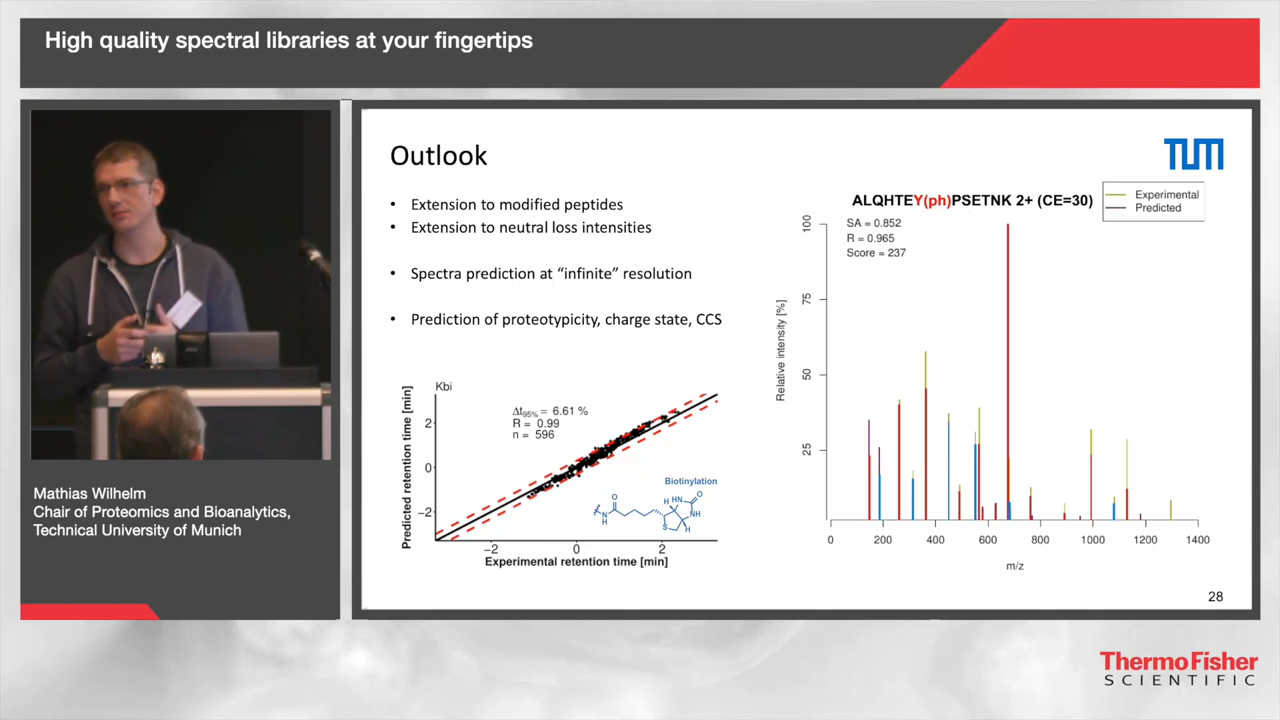 High quality spectral libraries at your fingertips
Mathias Wilhelm
Chair of Proteomics and Bioanalytics,
Technical University of Munich
Outlook
TUM
• Extension to modified peptides
• Extension to neutral loss intensities
• Spectra prediction at “infinite” resolution
• Prediction of proteotypicity, charge state, CCS
Kbi
Δt95% = 6.61 %
R = 0.99
n = 596
Predicted retention time [min]
2
0
−2
−2
0
2
Experimental retention time [min]
Biotinylation
O
N
H
H
HN
O
NH
S
H
ALQHTEY(ph)PSETNK 2+ (CE=30)
Experimental
Predicted
SA = 0.852
R = 0.965
Score = 237
Relative intensity [%]
100
75
50
25
0
200
400
600
800
1000
1200
1400
m/z
28
ThermoFisher
SCIENTIFIC